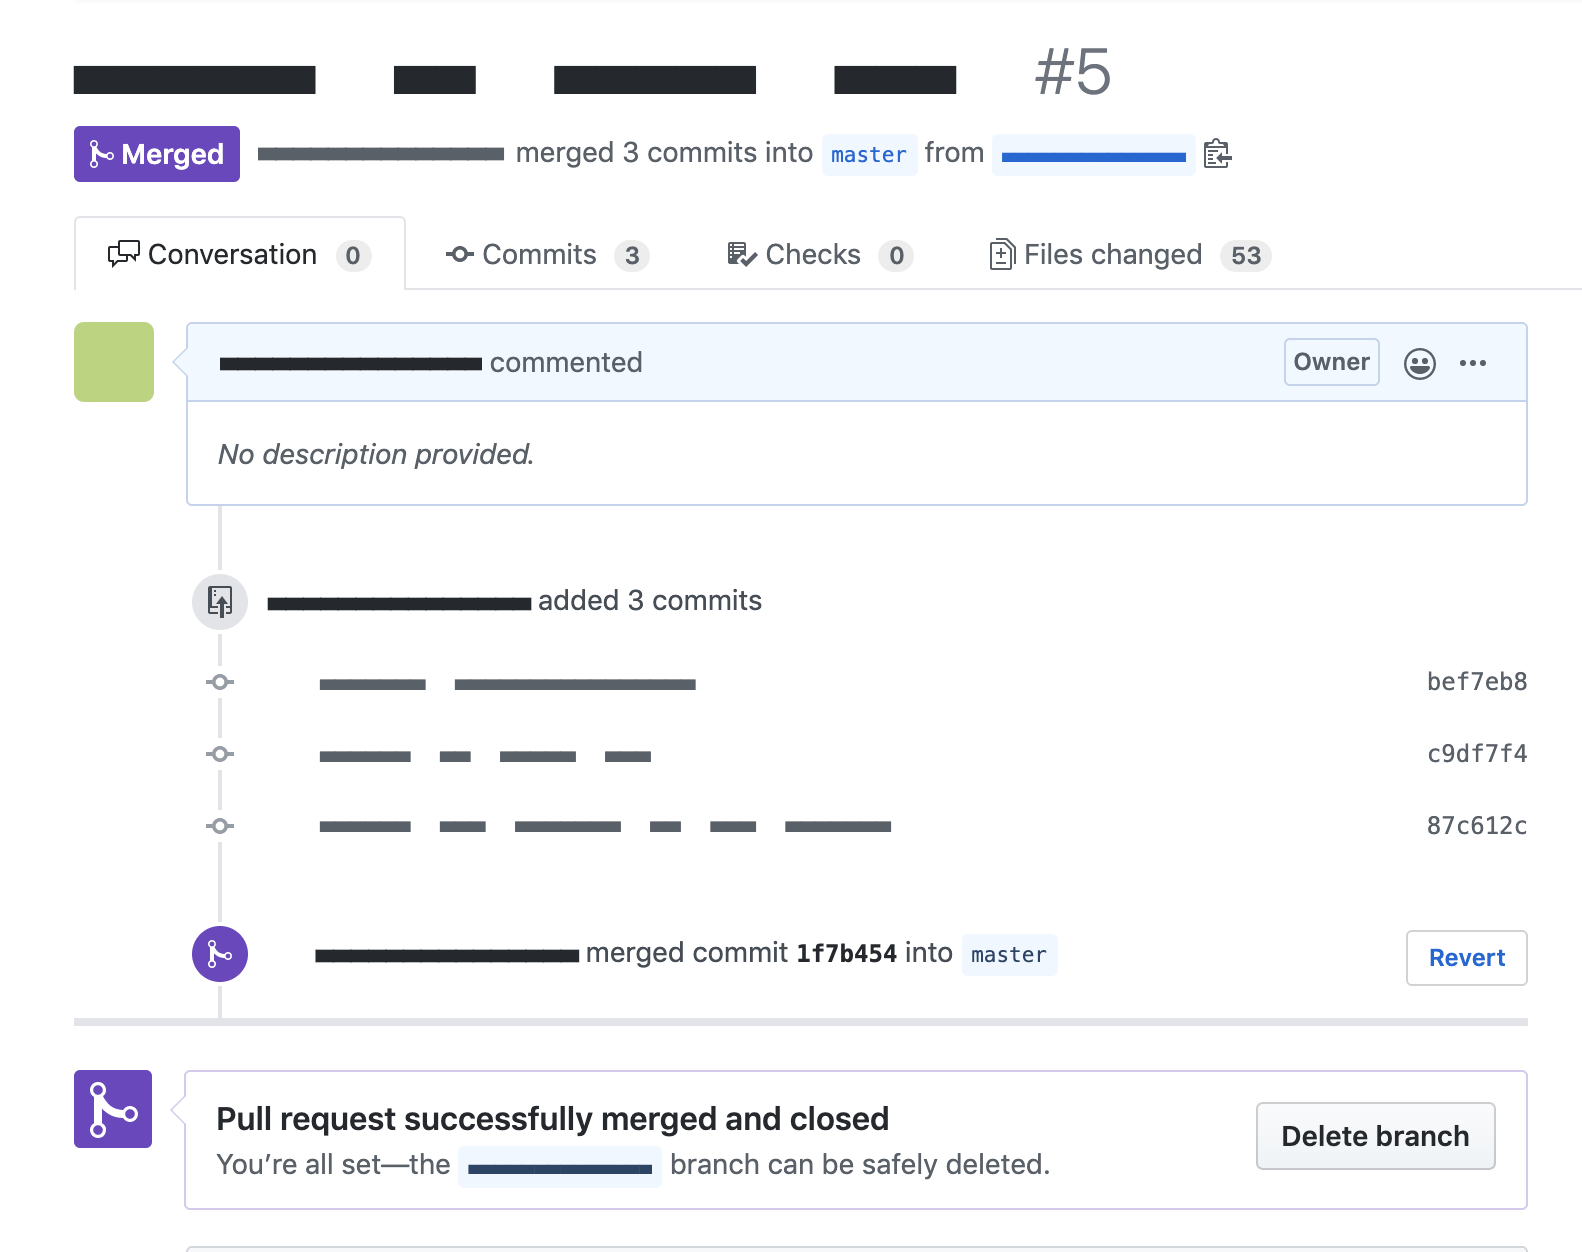 #5
Merged merged 3 commits into master from
Conversation 0 Commits 3 Checks 0 Files changed 53
commented Owner
No description provided.
added 3 commits
bef7eb8
c9df7f4
87c612c
merged commit 1f7b454 into master Revert
Pull request successfully merged and closed
You’re all set—the branch can be safely deleted.
Delete branch